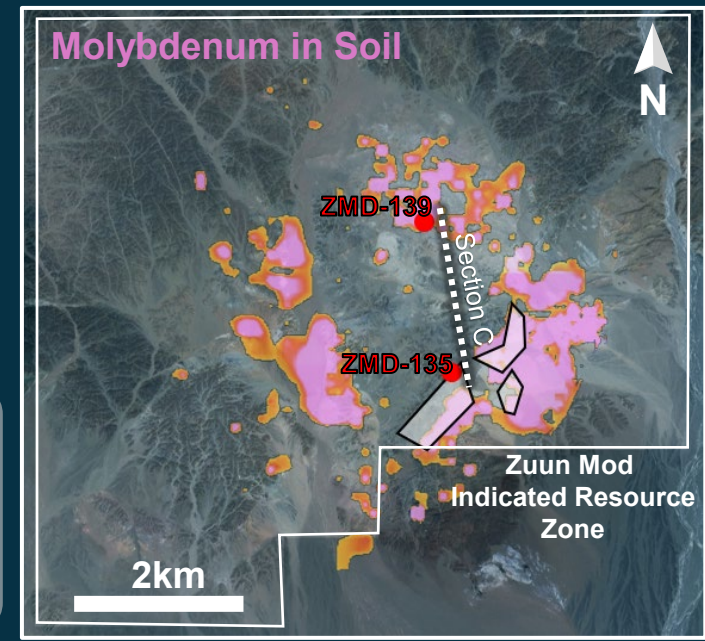 Molybdenum in Soil
N
ZMD-139
Section C
ZMD-135
Zuun Mod
Indicated Resource
Zone
2km